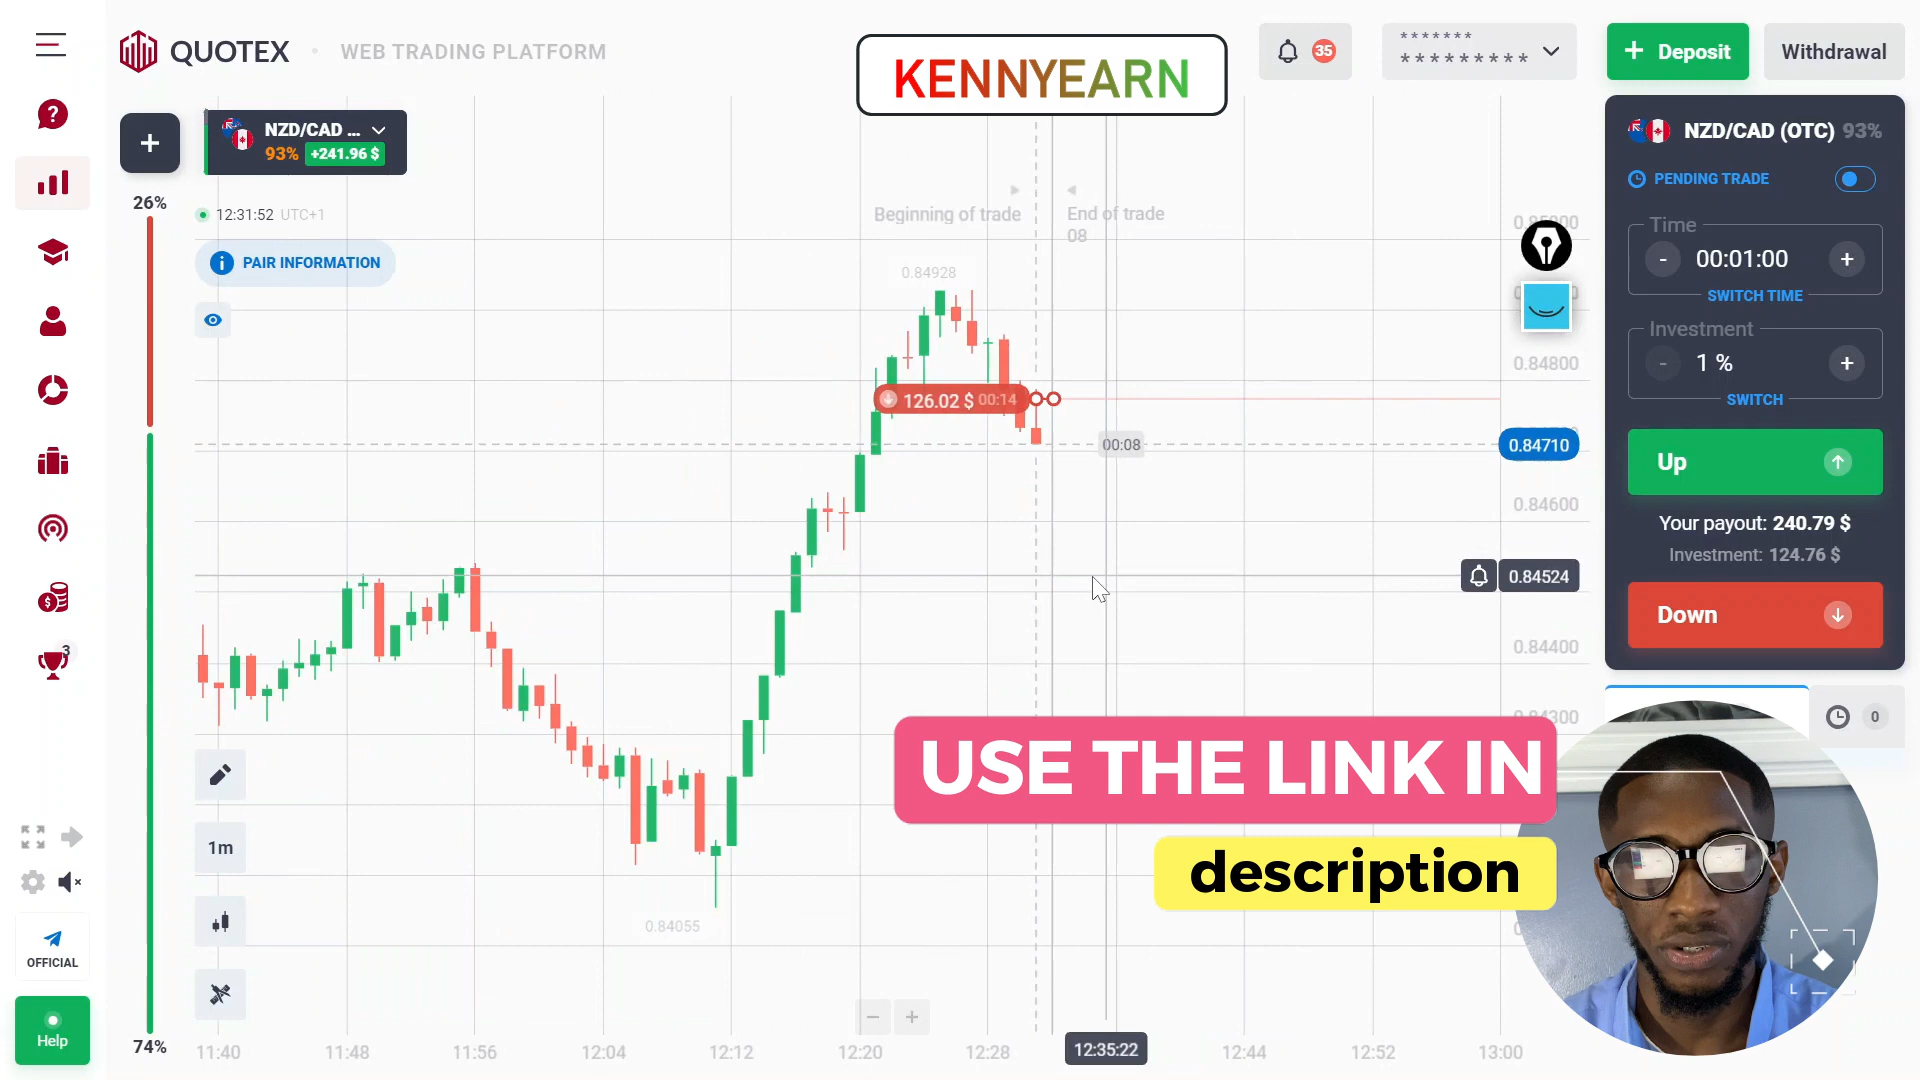 QUOTEX
WEB TRADING PLATFORM
KENNYEARN
35
*******
*********
+ Deposit
Withdrawal
?
+
NZD/CAD ...
93% +241.96 $
26%
12:31:52 UTC+1
PAIR INFORMATION
Beginning of trade
End of trade
08
0.84928
126.02 $ 00:14
00:08
0.84800
0.84710
0.84600
0.84524
0.84400
0.84300
0.84055
NZD/CAD (OTC) 93%
PENDING TRADE
Time
- 00:01:00 +
SWITCH TIME
Investment
- 1 % +
SWITCH
Up
Your payout: 240.79 $
Investment: 124.76 $
Down
0
USE THE LINK IN
description
3
1m
OFFICIAL
Help
74%
- +
11:40
11:48
11:56
12:04
12:12
12:20
12:28
12:35:22
12:44
12:52
13:00